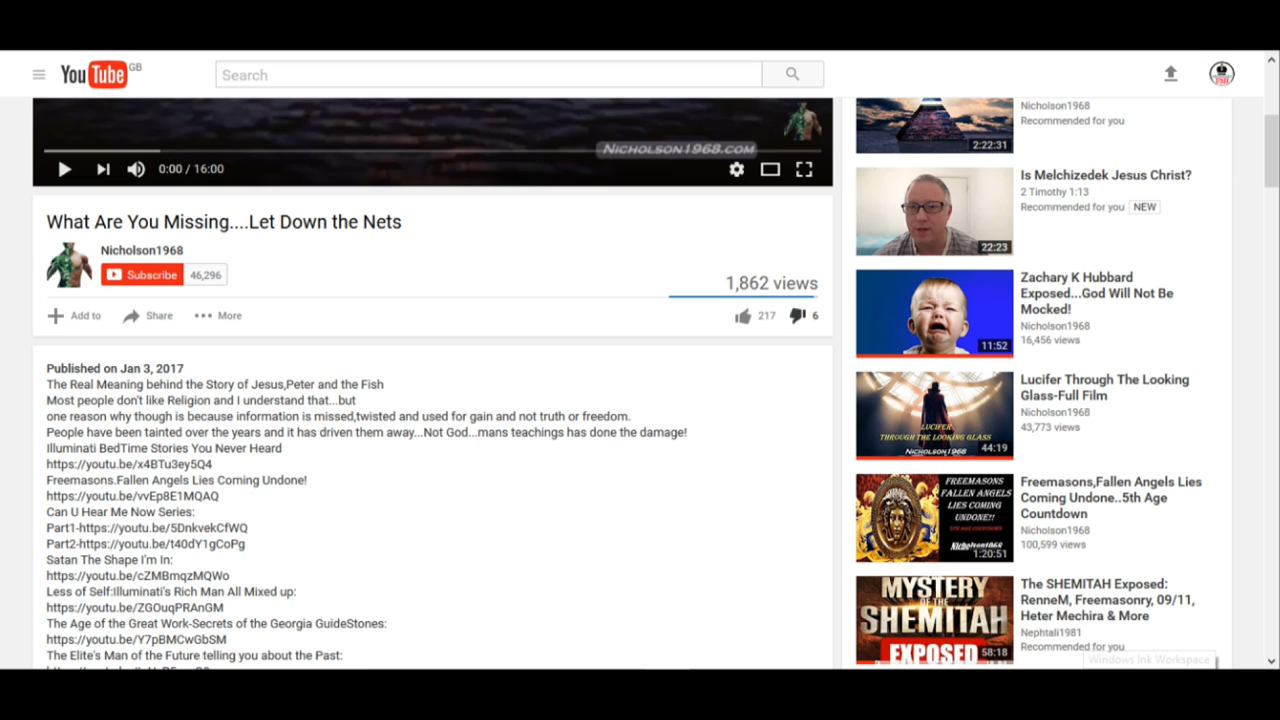 YouTube GB
Search
NICHOLSON1968.COM
0:00 / 16:00
What Are You Missing....Let Down the Nets
Nicholson1968
Subscribe 46,296
1,862 views
Add to Share More
217 6
Published on Jan 3, 2017
The Real Meaning behind the Story of Jesus,Peter and the Fish
Most people don't like Religion and I understand that...but
one reason why though is because information is missed,twisted and used for gain and not truth or freedom.
People have been tainted over the years and it has driven them away...Not God...mans teachings has done the damage!
Illuminati BedTime Stories You Never Heard
https://youtu.be/x4BTu3ey5Q4
Freemasons.Fallen Angels Lies Coming Undone!
https://youtu.be/vvEp8E1MQAQ
Can U Hear Me Now Series:
Part1-https://youtu.be/5DnkvekCfWQ
Part2-https://youtu.be/t40dY1gCoPg
Satan The Shape I'm In:
https://youtu.be/cZMBmqzMQWo
Less of Self:Illuminati's Rich Man All Mixed up:
https://youtu.be/ZGOuqPRAnGM
The Age of the Great Work-Secrets of the Georgia GuideStones:
https://youtu.be/Y7pBMCwGbSM
The Elite's Man of the Future telling you about the Past:
Nicholson1968
Recommended for you
2:22:31
Is Melchizedek Jesus Christ?
2 Timothy 1:13
Recommended for you NEW
22:23
Zachary K Hubbard
Exposed...God Will Not Be
Mocked!
Nicholson1968
16,456 views
11:52
Lucifer Through The Looking
Glass-Full Film
Nicholson1968
43,773 views
LUCIFER
THROUGH THE LOOKING GLASS
NICHOLSON1968
44:19
Freemasons,Fallen Angels Lies
Coming Undone..5th Age
Countdown
Nicholson1968
100,599 views
FREEMASONS
FALLEN ANGELS
LIES COMING
UNDONE!!
5TH AGE COUNTDOWN
Nicholson1968
1:20:51
The SHEMITAH Exposed:
RenneM, Freemasonry, 09/11,
Heter Mechira & More
Nephtali1981
Recommended for you
MYSTERY
OF THE
SHEMITAH
EXPOSED
58:18
Windows Ink Workspace